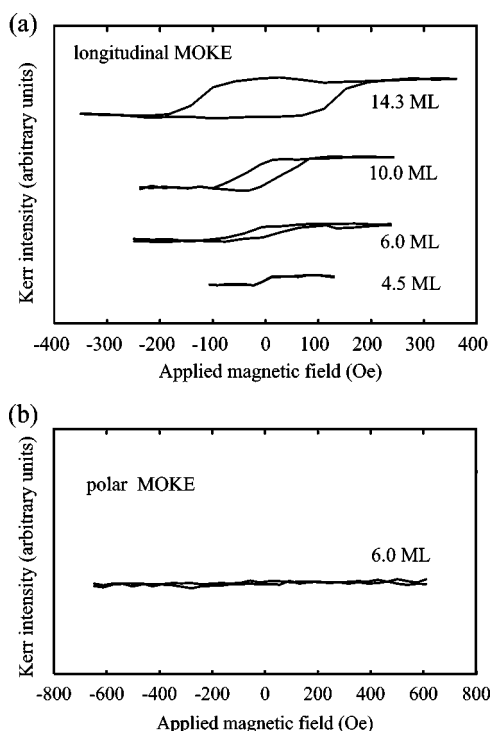 (a)
longitudinal MOKE
14.3 ML
10.0 ML
6.0 ML
4.5 ML
Kerr intensity (arbitrary units)
-400 -300 -200 -100 0 100 200 300 400
Applied magnetic field (Oe)
(b)
polar MOKE
6.0 ML
Kerr intensity (arbitrary units)
-800 -600 -400 -200 0 200 400 600 800
Applied magnetic field (Oe)